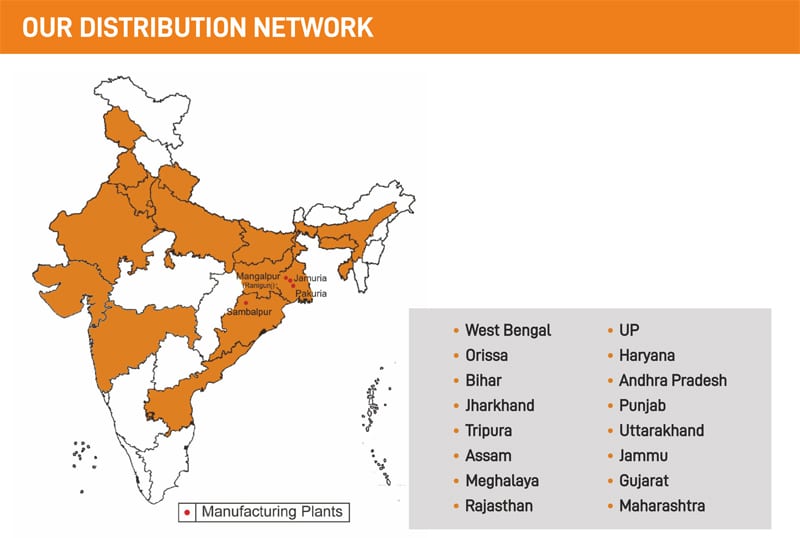 OUR DISTRIBUTION NETWORK
Mangalpur
(Ranigunj)
Jamuria
Pakuria
Sambalpur
Manufacturing Plants
West Bengal
Orissa
Bihar
Jharkhand
Tripura
Assam
Meghalaya
Rajasthan
UP
Haryana
Andhra Pradesh
Punjab
Uttarakhand
Jammu
Gujarat
Maharashtra